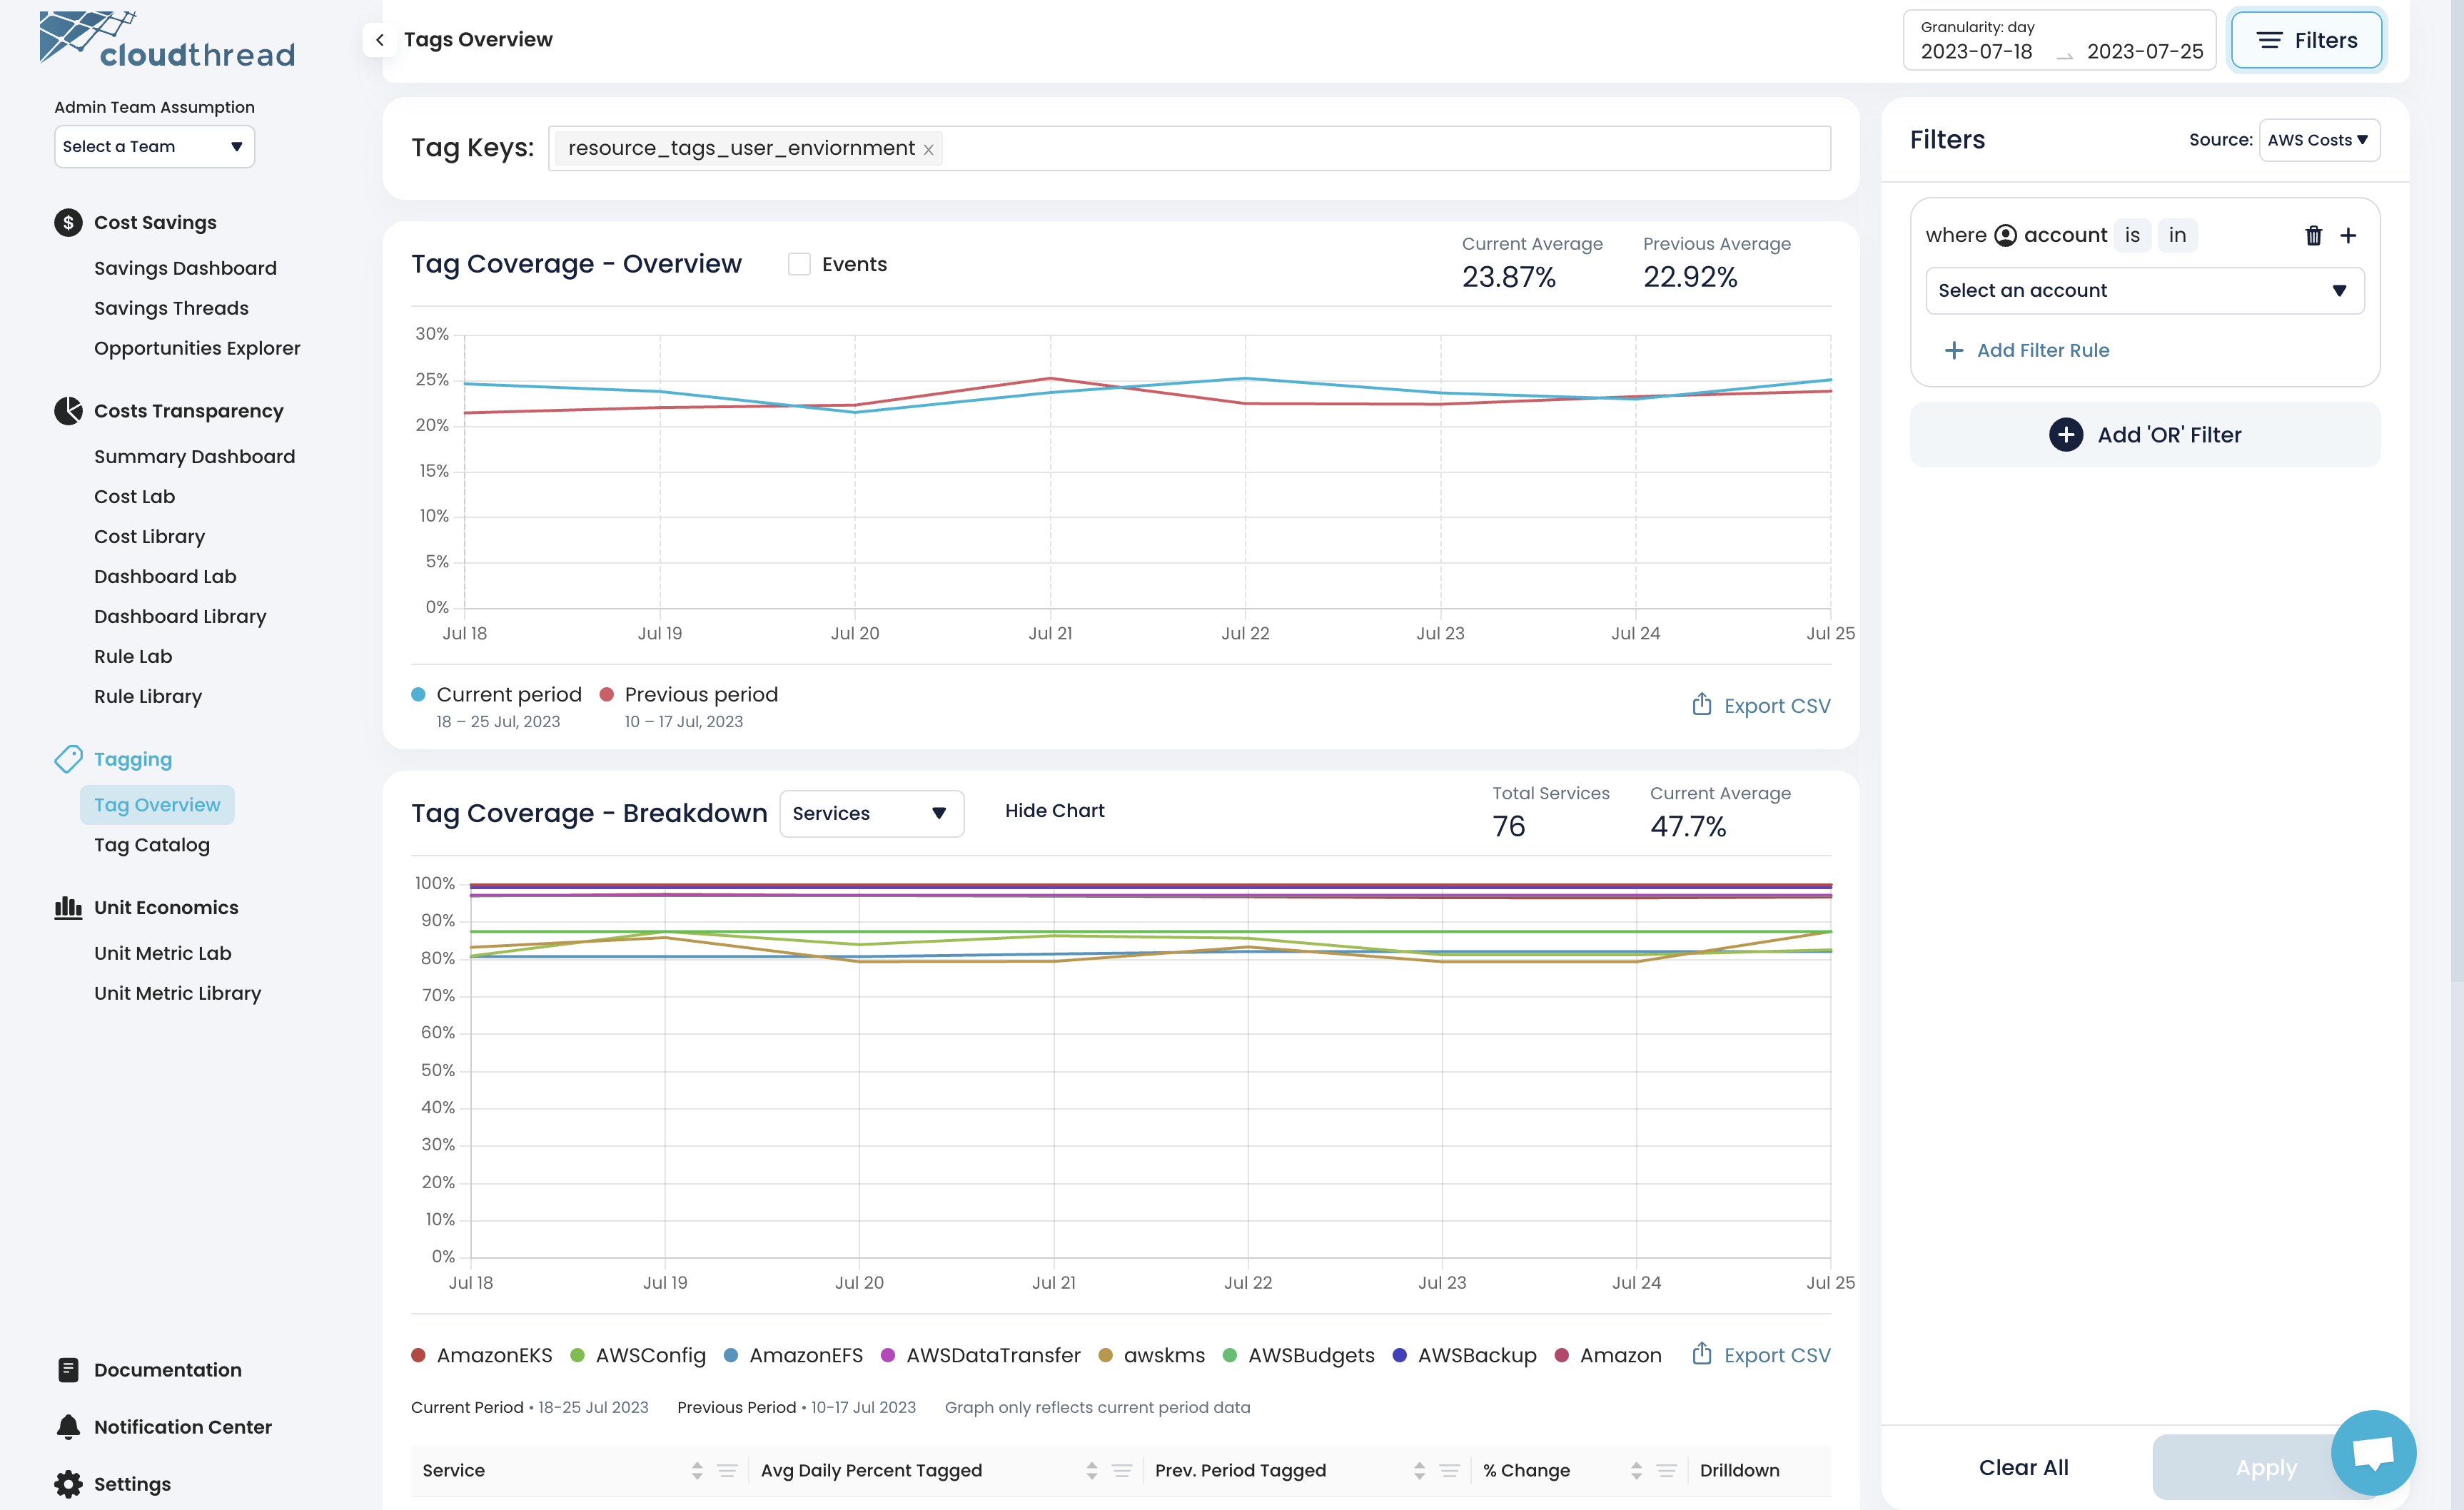 cloudthread
Admin Team Assumption
Select a Team
Cost Savings
Savings Dashboard
Savings Threads
Opportunities Explorer
Costs Transparency
Summary Dashboard
Cost Lab
Cost Library
Dashboard Lab
Dashboard Library
Rule Lab
Rule Library
Tagging
Tag Overview
Tag Catalog
Unit Economics
Unit Metric Lab
Unit Metric Library
Documentation
Notification Center
Settings
Tags Overview
Granularity: day
2023-07-18 → 2023-07-25
Filters
Tag Keys: resource_tags_user_enviornment x
Tag Coverage - Overview
Events
Current Average
23.87%
Previous Average
22.92%
30%
25%
20%
15%
10%
5%
0%
Jul 18 Jul 19 Jul 20 Jul 21 Jul 22 Jul 23 Jul 24 Jul 25
Current period
18 – 25 Jul, 2023
Previous period
10 – 17 Jul, 2023
Export CSV
Tag Coverage - Breakdown
Services
Hide Chart
Total Services
76
Current Average
47.7%
100%
90%
80%
70%
60%
50%
40%
30%
20%
10%
0%
Jul 18 Jul 19 Jul 20 Jul 21 Jul 22 Jul 23 Jul 24 Jul 25
AmazonEKS AWSConfig AmazonEFS AWSDataTransfer awskms AWSBudgets AWSBackup Amazon
Export CSV
Current Period • 18-25 Jul 2023 Previous Period • 10-17 Jul 2023 Graph only reflects current period data
Service Avg Daily Percent Tagged Prev. Period Tagged % Change Drilldown
Filters
Source: AWS Costs
where account is in
Select an account
+ Add Filter Rule
Add 'OR' Filter
Clear All
Apply